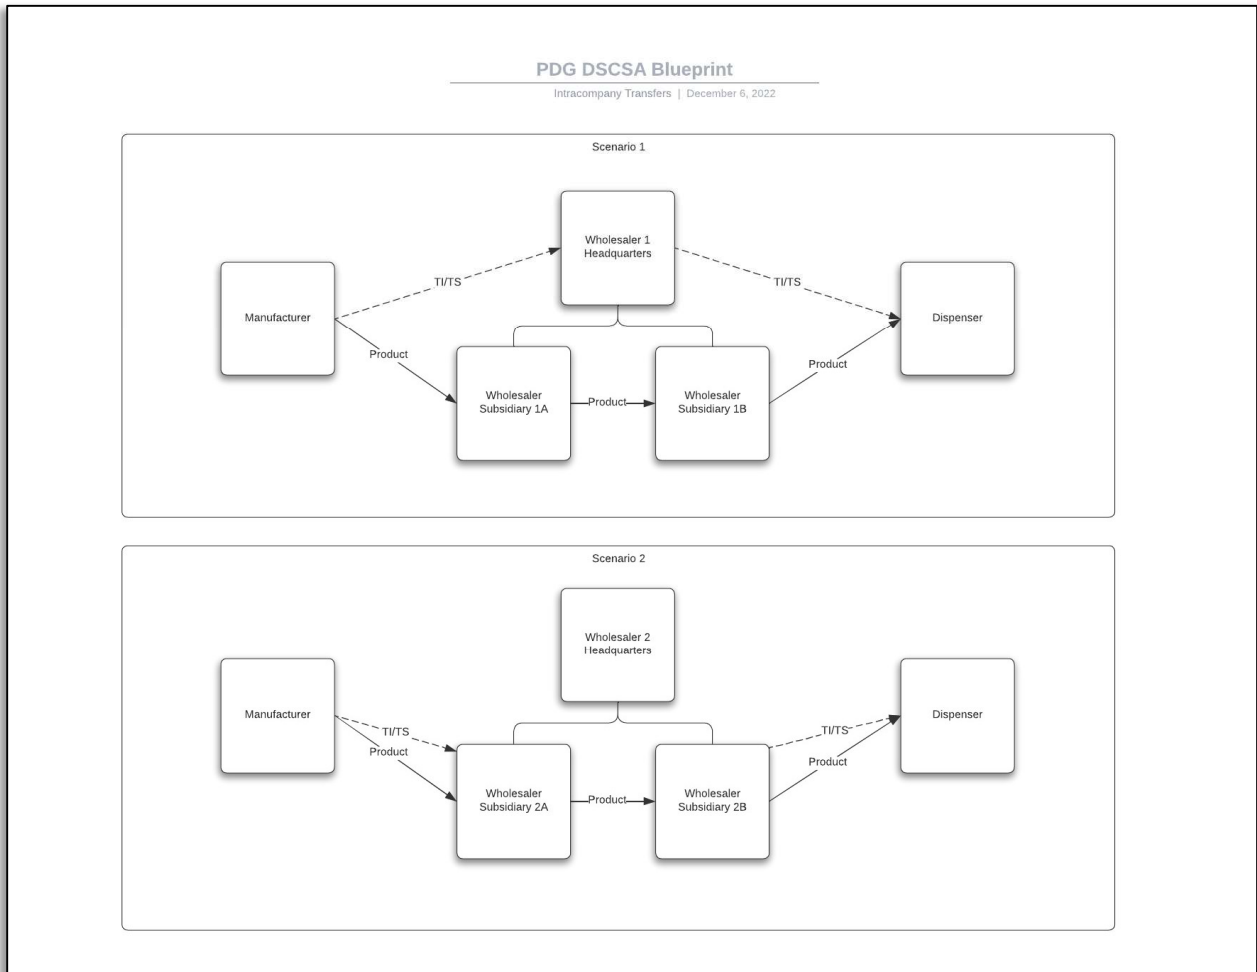 PDG DSCSA Blueprint
Intracompany Transfers | December 6, 2022
Scenario 1
Wholesaler 1
Headquarters
TI/TS
TI/TS
Manufacturer
Dispenser
Product
Product
Wholesaler
Subsidiary 1A
Product
Wholesaler
Subsidiary 1B
Scenario 2
Wholesaler 2
Headquarters
Manufacturer
Dispenser
TI/TS
TI/TS
Product
Product
Wholesaler
Subsidiary 2A
Product
Wholesaler
Subsidiary 2B